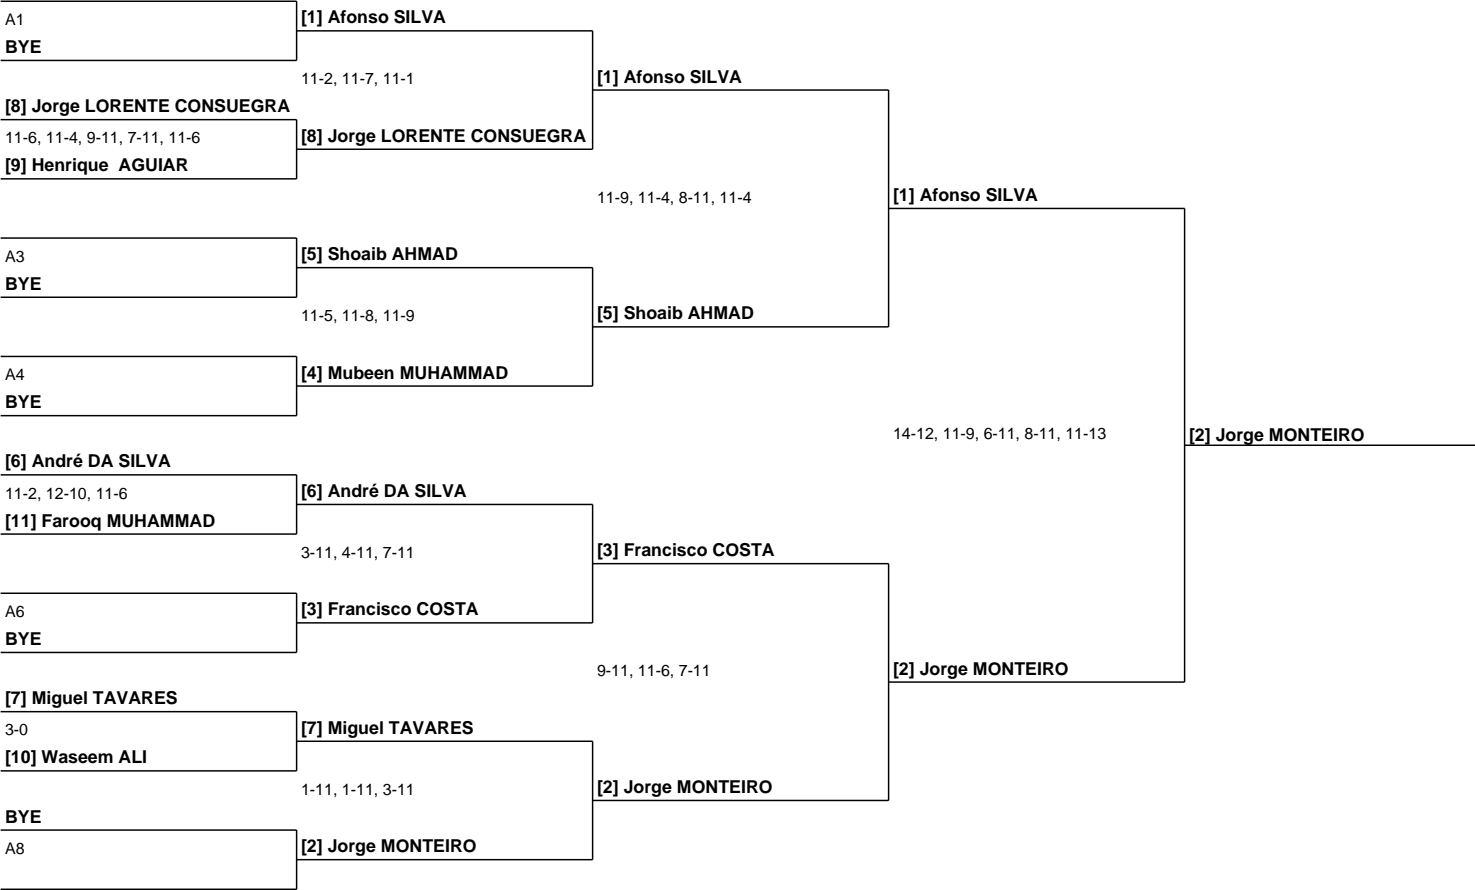 A1
BYE
[1] Afonso SILVA
11-2, 11-7, 11-1
[1] Afonso SILVA
[8] Jorge LORENTE CONSUEGRA
11-6, 11-4, 9-11, 7-11, 11-6
[9] Henrique  AGUIAR
[8] Jorge LORENTE CONSUEGRA
11-9, 11-4, 8-11, 11-4
[1] Afonso SILVA
A3
BYE
[5] Shoaib AHMAD
11-5, 11-8, 11-9
[5] Shoaib AHMAD
A4
BYE
[4] Mubeen MUHAMMAD
14-12, 11-9, 6-11, 8-11, 11-13
[2] Jorge MONTEIRO
[6] André DA SILVA
11-2, 12-10, 11-6
[11] Farooq MUHAMMAD
[6] André DA SILVA
3-11, 4-11, 7-11
[3] Francisco COSTA
A6
BYE
[3] Francisco COSTA
9-11, 11-6, 7-11
[2] Jorge MONTEIRO
[7] Miguel TAVARES
3-0
[10] Waseem ALI
[7] Miguel TAVARES
1-11, 1-11, 3-11
[2] Jorge MONTEIRO
BYE
A8
[2] Jorge MONTEIRO